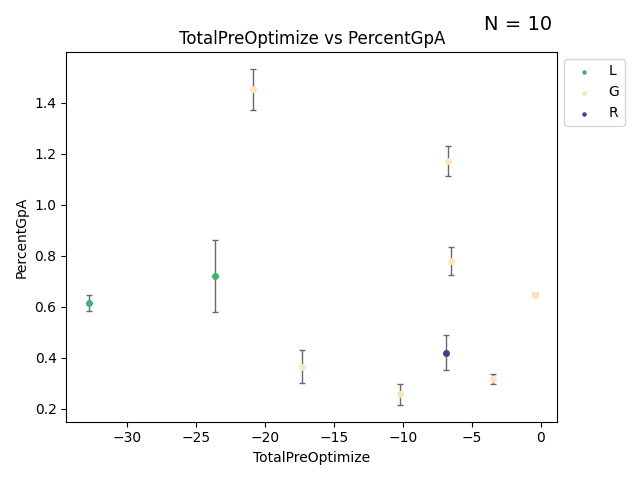 N = 10
TotalPreOptimize vs PercentGpA
L
G
R
PercentGpA
1.4
1.2
1.0
0.8
0.6
0.4
0.2
−30
−25
−20
−15
−10
−5
0
TotalPreOptimize